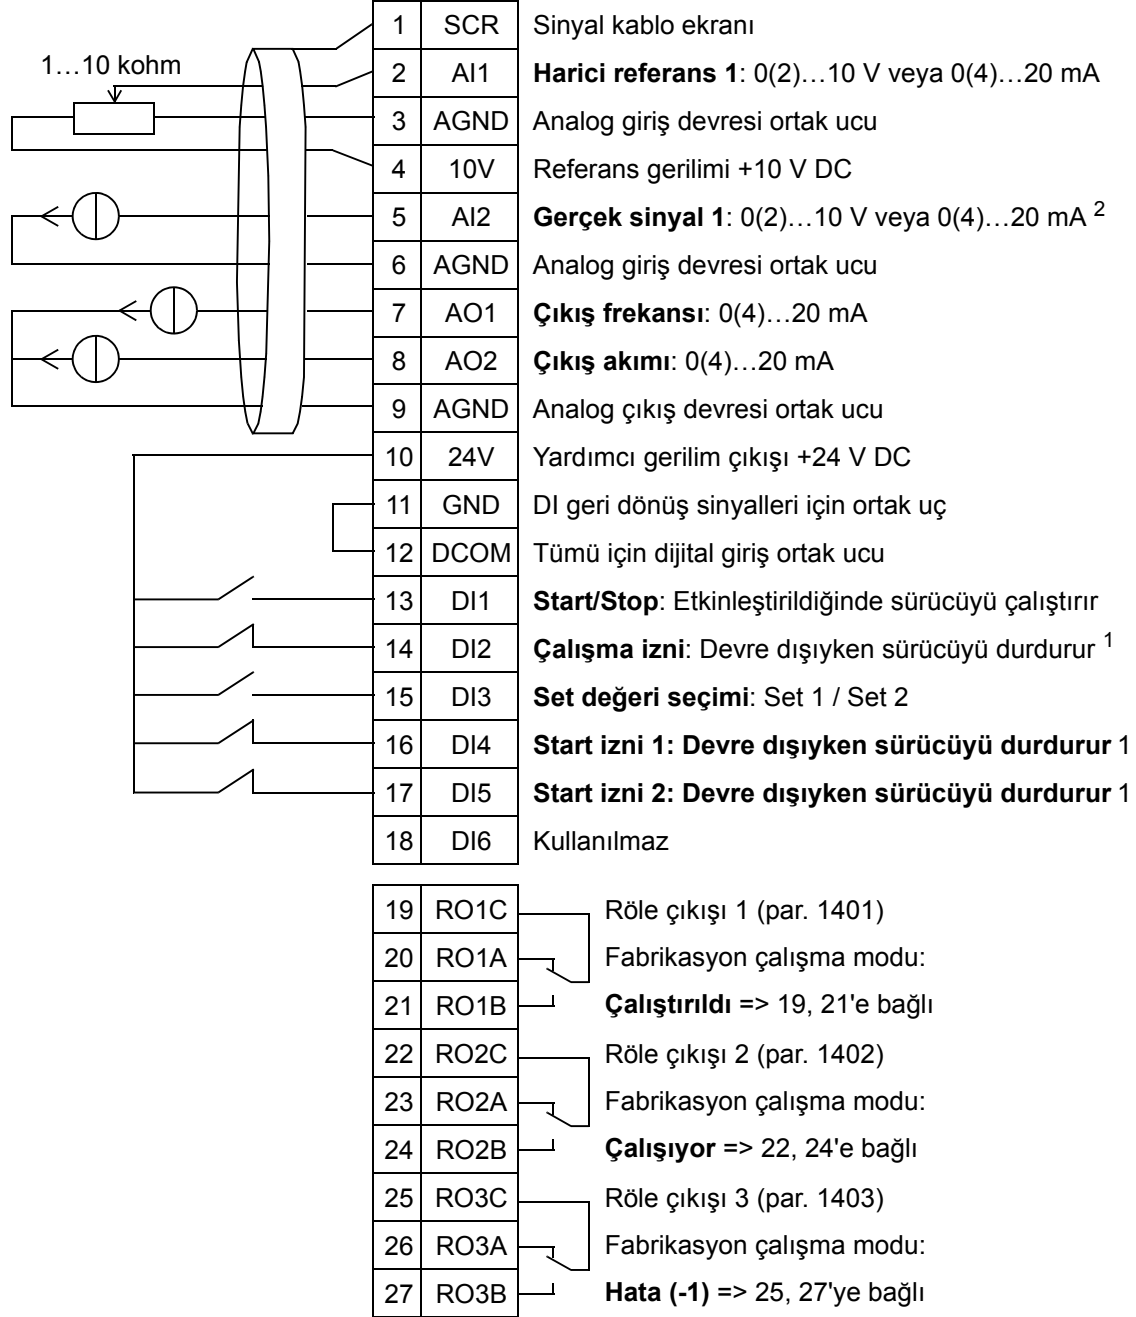 1 SCR Sinyal kablo ekranı
1…10 kohm
2 AI1 Harici referans 1: 0(2)…10 V veya 0(4)…20 mA
3 AGND Analog giriş devresi ortak ucu
4 10V Referans gerilimi +10 V DC
5 AI2 Gerçek sinyal 1: 0(2)…10 V veya 0(4)…20 mA 2
6 AGND Analog giriş devresi ortak ucu
7 AO1 Çıkış frekansı: 0(4)…20 mA
8 AO2 Çıkış akımı: 0(4)…20 mA
9 AGND Analog çıkış devresi ortak ucu
10 24V Yardımcı gerilim çıkışı +24 V DC
11 GND DI geri dönüş sinyalleri için ortak uç
12 DCOM Tümü için dijital giriş ortak ucu
13 DI1 Start/Stop: Etkinleştirildiğinde sürücüyü çalıştırır
14 DI2 Çalışma izni: Devre dışıyken sürücüyü durdurur 1
15 DI3 Set değeri seçimi: Set 1 / Set 2
16 DI4 Start izni 1: Devre dışıyken sürücüyü durdurur 1
17 DI5 Start izni 2: Devre dışıyken sürücüyü durdurur 1
18 DI6 Kullanılmaz
19 RO1C Röle çıkışı 1 (par. 1401)
20 RO1A Fabrikasyon çalışma modu:
21 RO1B Çalıştırıldı => 19, 21'e bağlı
22 RO2C Röle çıkışı 2 (par. 1402)
23 RO2A Fabrikasyon çalışma modu:
24 RO2B Çalışıyor => 22, 24'e bağlı
25 RO3C Röle çıkışı 3 (par. 1403)
26 RO3A Fabrikasyon çalışma modu:
27 RO3B Hata (-1) => 25, 27'ye bağlı